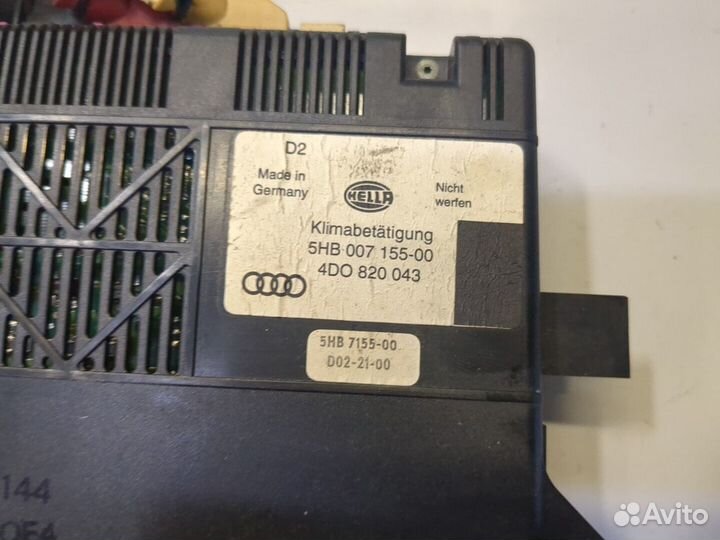 D2
Made in
Germany
HELLA
Nicht
werfen
Klimabetätigung
5HB 007 155-00
4DO 820 043
5HB 7155-00
D02-21-00
144
Avito